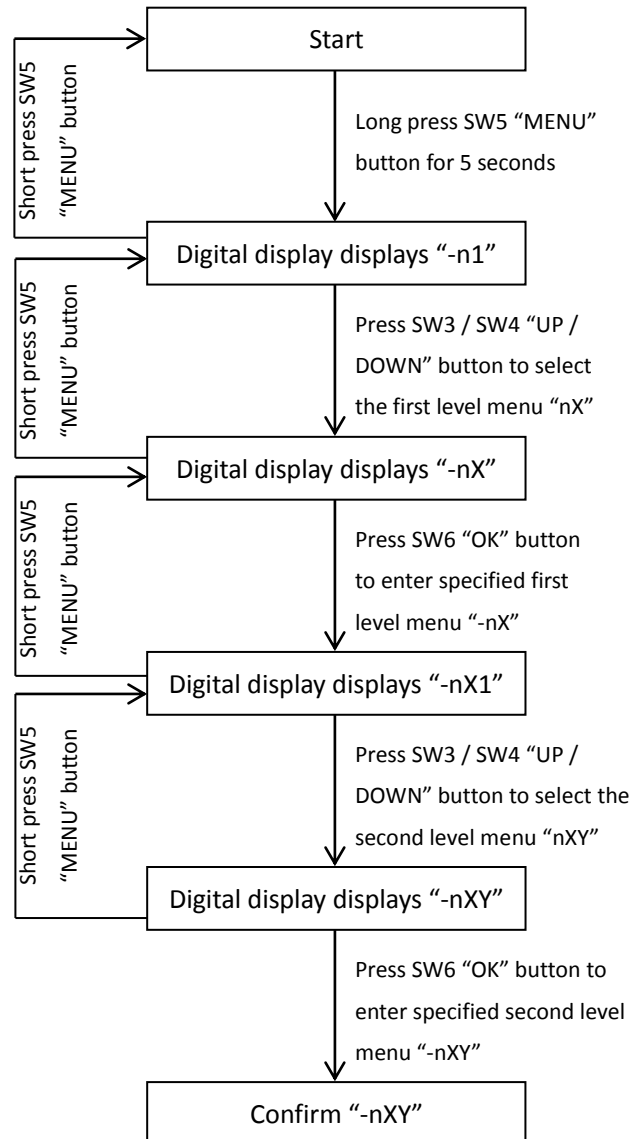 Start
Short press SW5
“MENU” button
Long press SW5 “MENU”
button for 5 seconds
Digital display displays “-n1”
Short press SW5
“MENU” button
Press SW3 / SW4 “UP /
DOWN” button to select
the first level menu “nX”
Digital display displays “-nX”
Short press SW5
“MENU” button
Press SW6 “OK” button
to enter specified first
level menu “-nX”
Digital display displays “-nX1”
Short press SW5
“MENU” button
Press SW3 / SW4 “UP /
DOWN” button to select the
second level menu “nXY”
Digital display displays “-nXY”
Press SW6 “OK” button to
enter specified second level
menu “-nXY”
Confirm “-nXY”